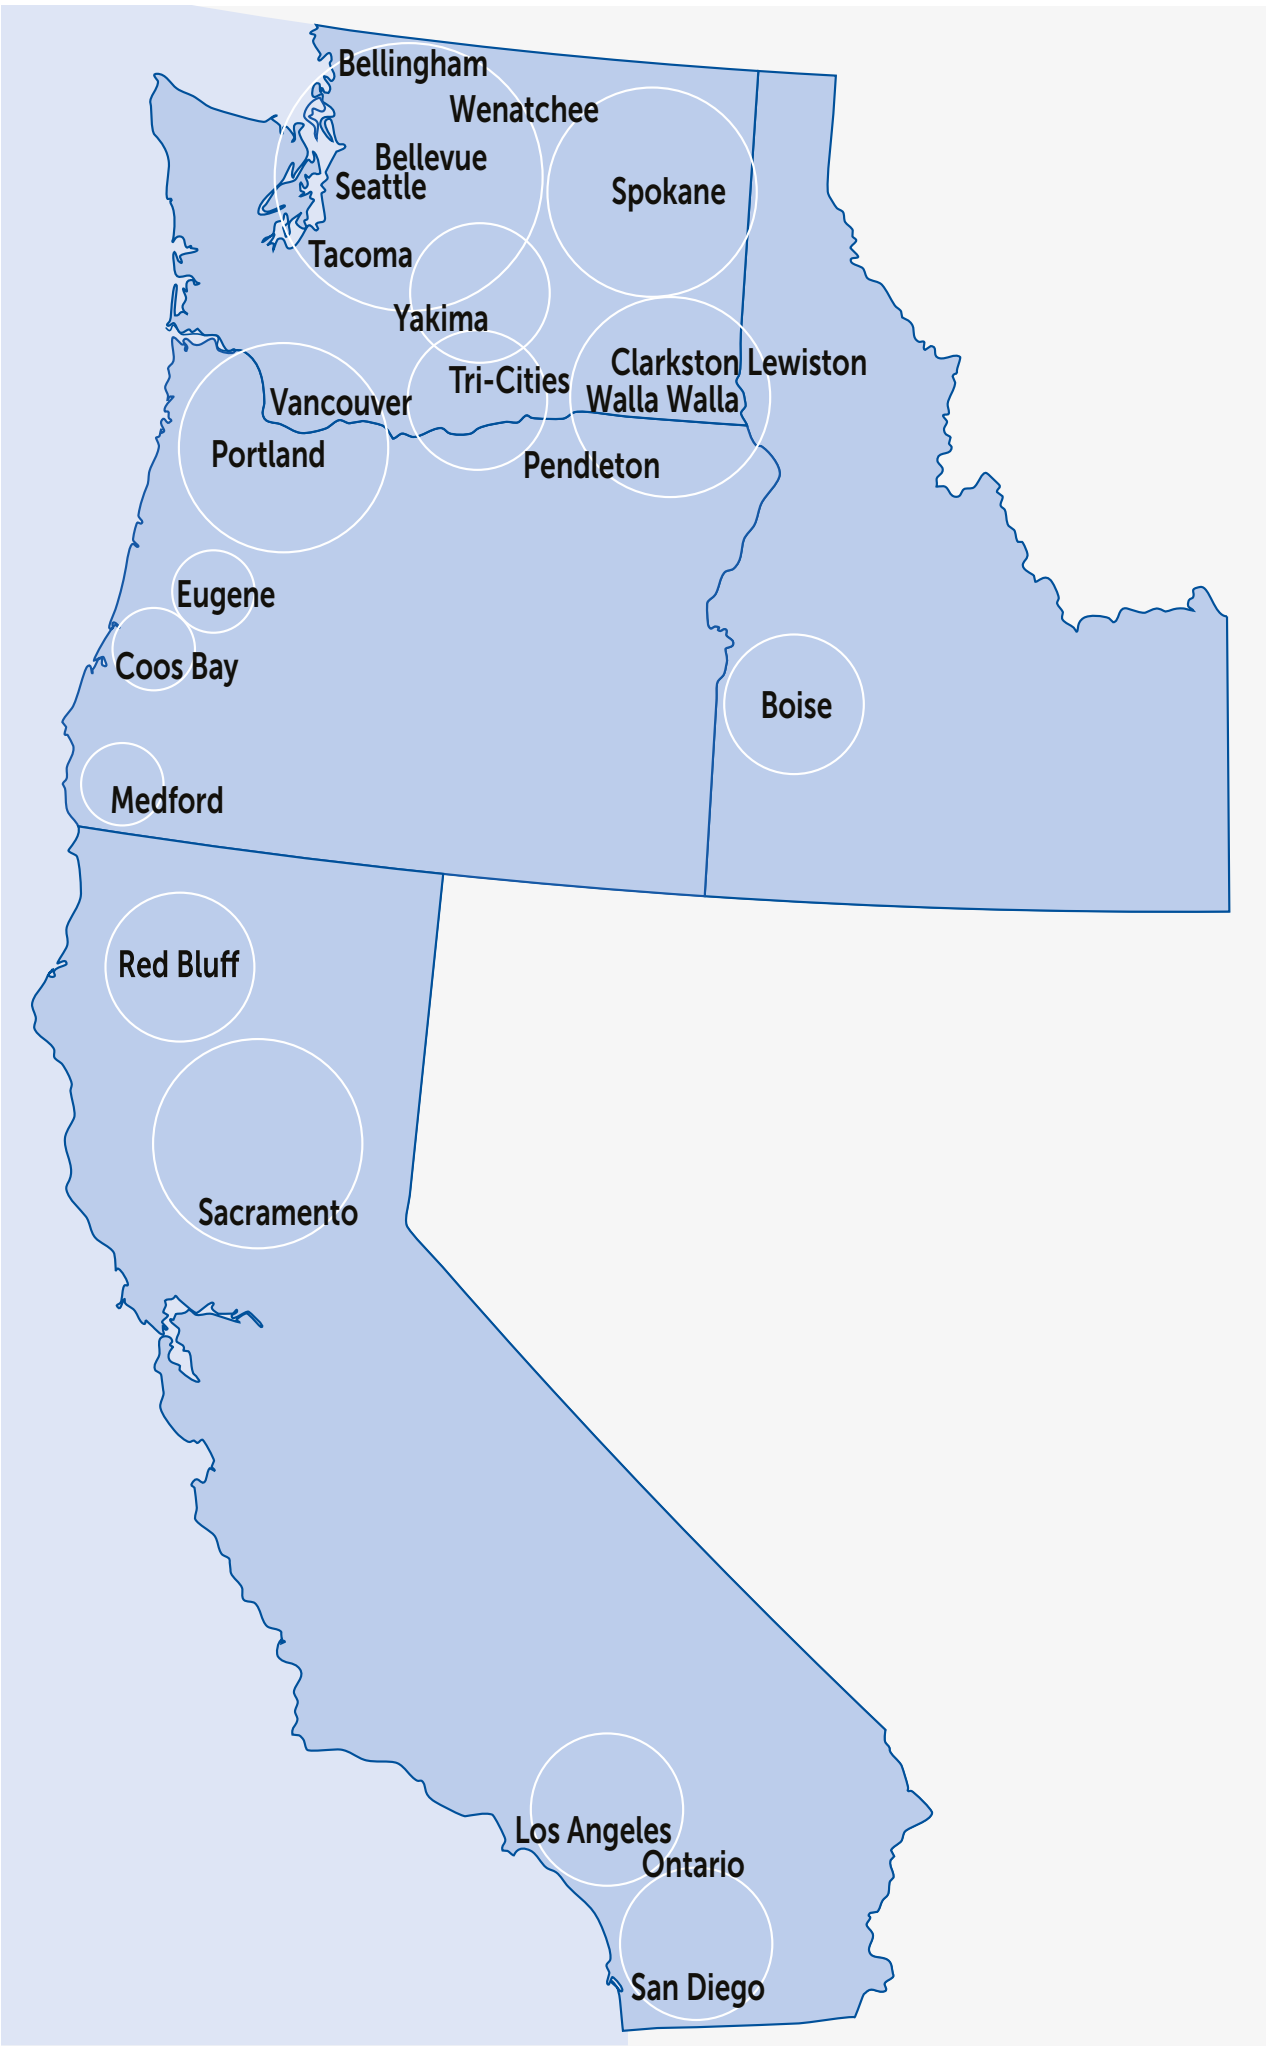 Bellingham
Wenatchee
Bellevue
Seattle
Spokane
Tacoma
Yakima
Clarkston Lewiston
Tri-Cities
Walla Walla
Vancouver
Portland
Pendleton
Eugene
Coos Bay
Boise
Medford
Red Bluff
Sacramento
Los Angeles
Ontario
San Diego